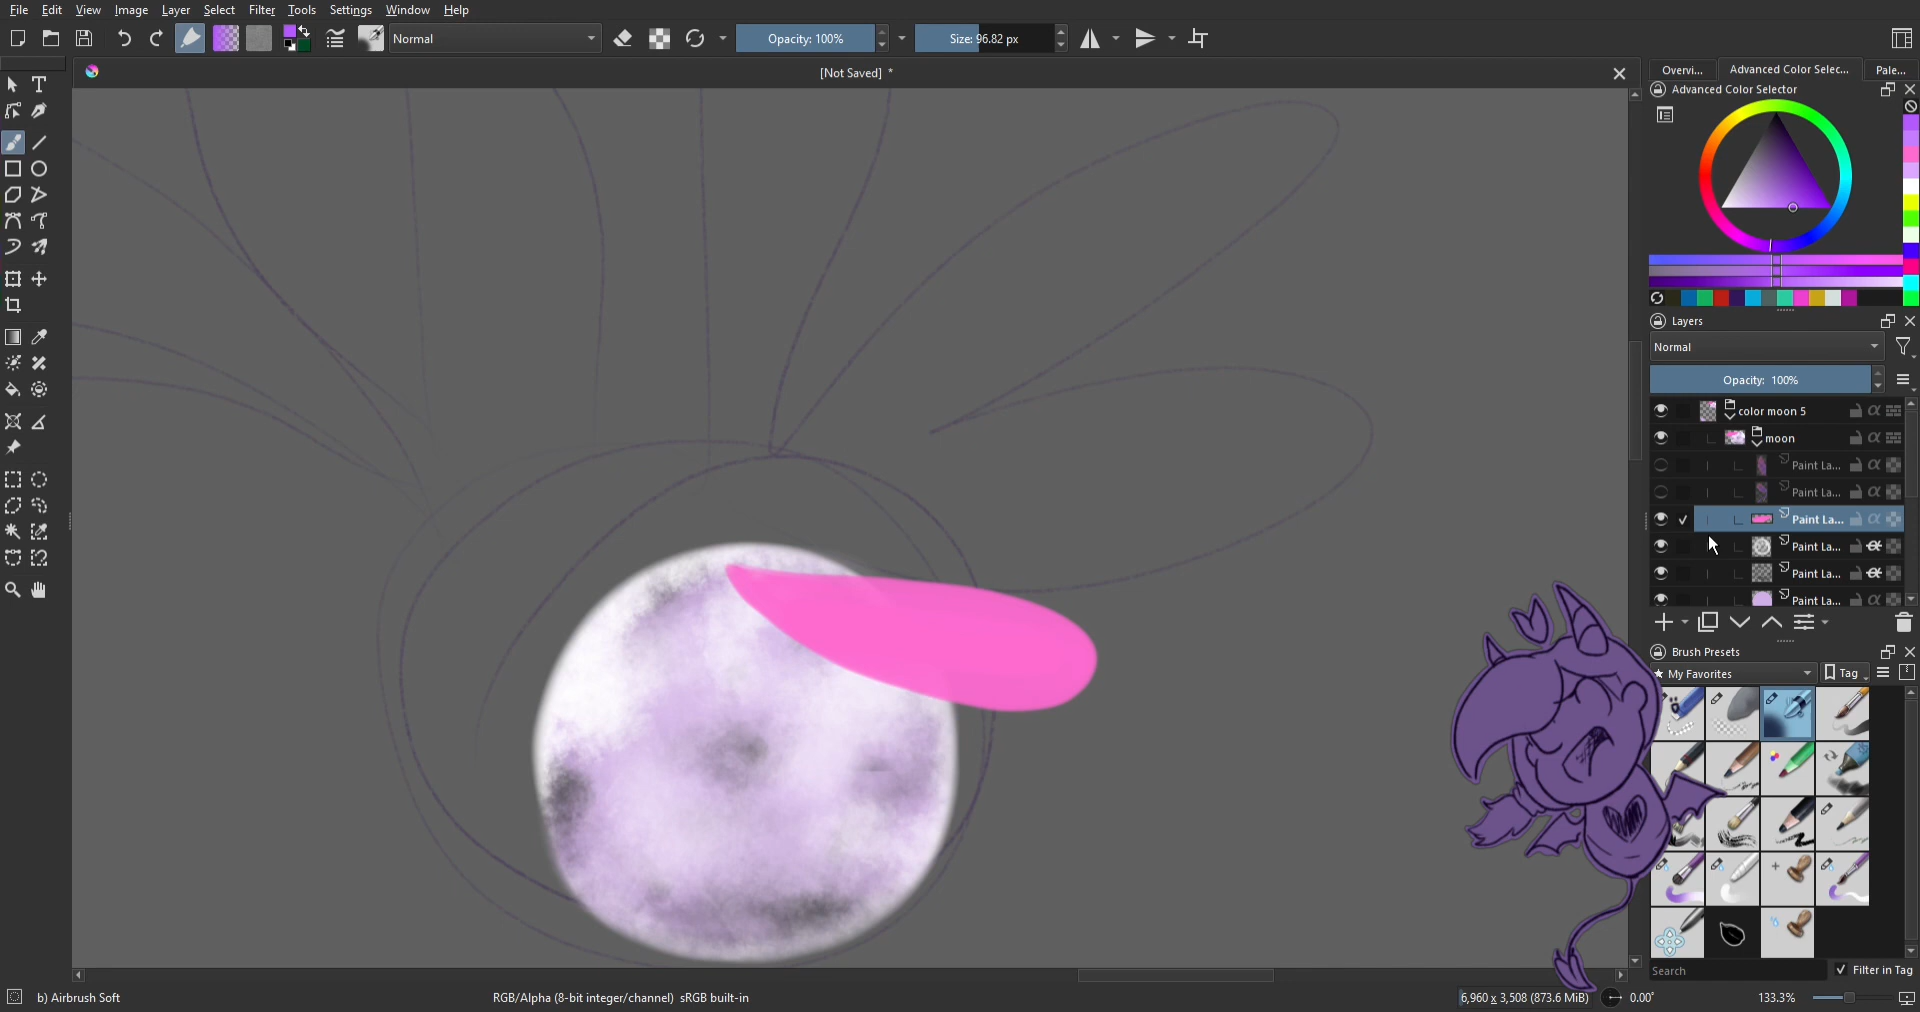 File Edit View Image Layer Select Filter Tools Settings Window Help
Normal Opacity: 100% Size: 96.82 px
[Not Saved] *
Overvi... Advanced Color Selec... Pale...
Advanced Color Selector
Layers
Normal
Opacity: 100%
color moon 5
moon
Paint La...
Paint La...
Paint La...
Paint La...
Paint La...
Paint La...
Brush Presets
★ My Favorites Tag
Search Filter in Tag
b) Airbrush Soft RGB/Alpha (8-bit integer/channel) sRGB built-in 6,960 x 3,508 (873.6 MiB) 0.00° 133.3%